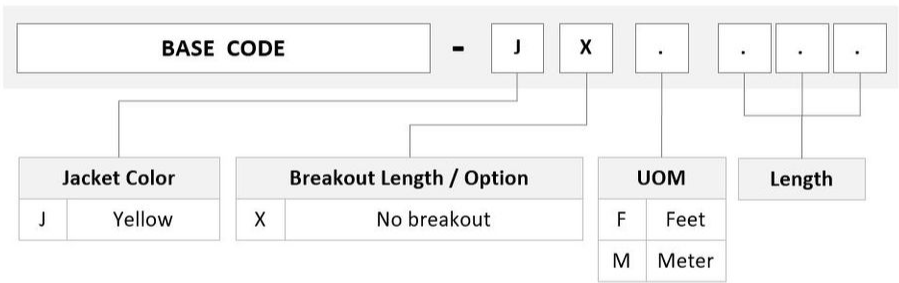 BASE CODE - J X . . . .
Jacket Color Breakout Length / Option UOM Length
J Yellow X No breakout F Feet
M Meter